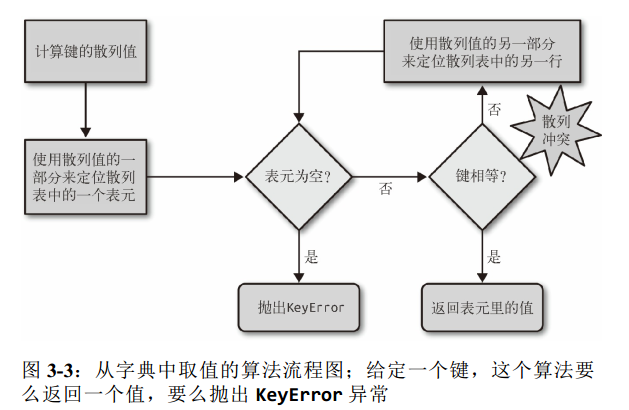 计算键的散列值
使用散列值的另一部分
来定位散列表中的另一行
否
散列
冲突
使用散列值的一
部分来定位散列
表中的一个表元
表元为空?
否
键相等?
是
是
抛出KeyError
返回表元里的值
图 3-3：从字典中取值的算法流程图；给定一个键，这个算法要
么返回一个值，要么抛出 KeyError 异常